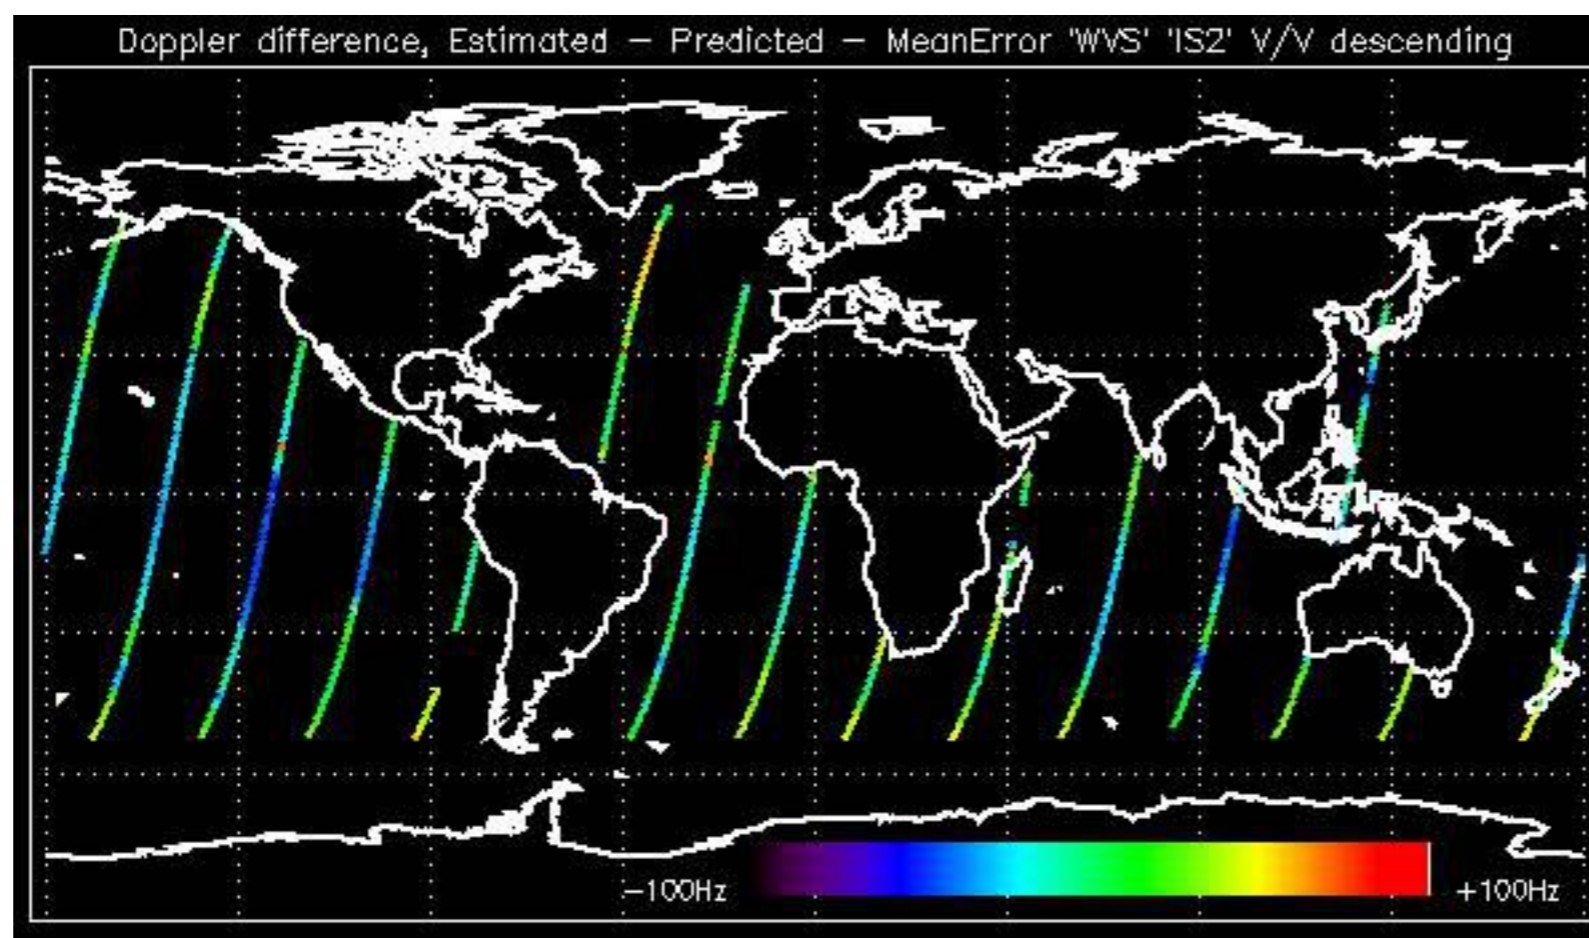 Doppler difference, Estimated – Predicted – MeanError 'WVS' 'IS2' V/V descending
–100Hz +100Hz